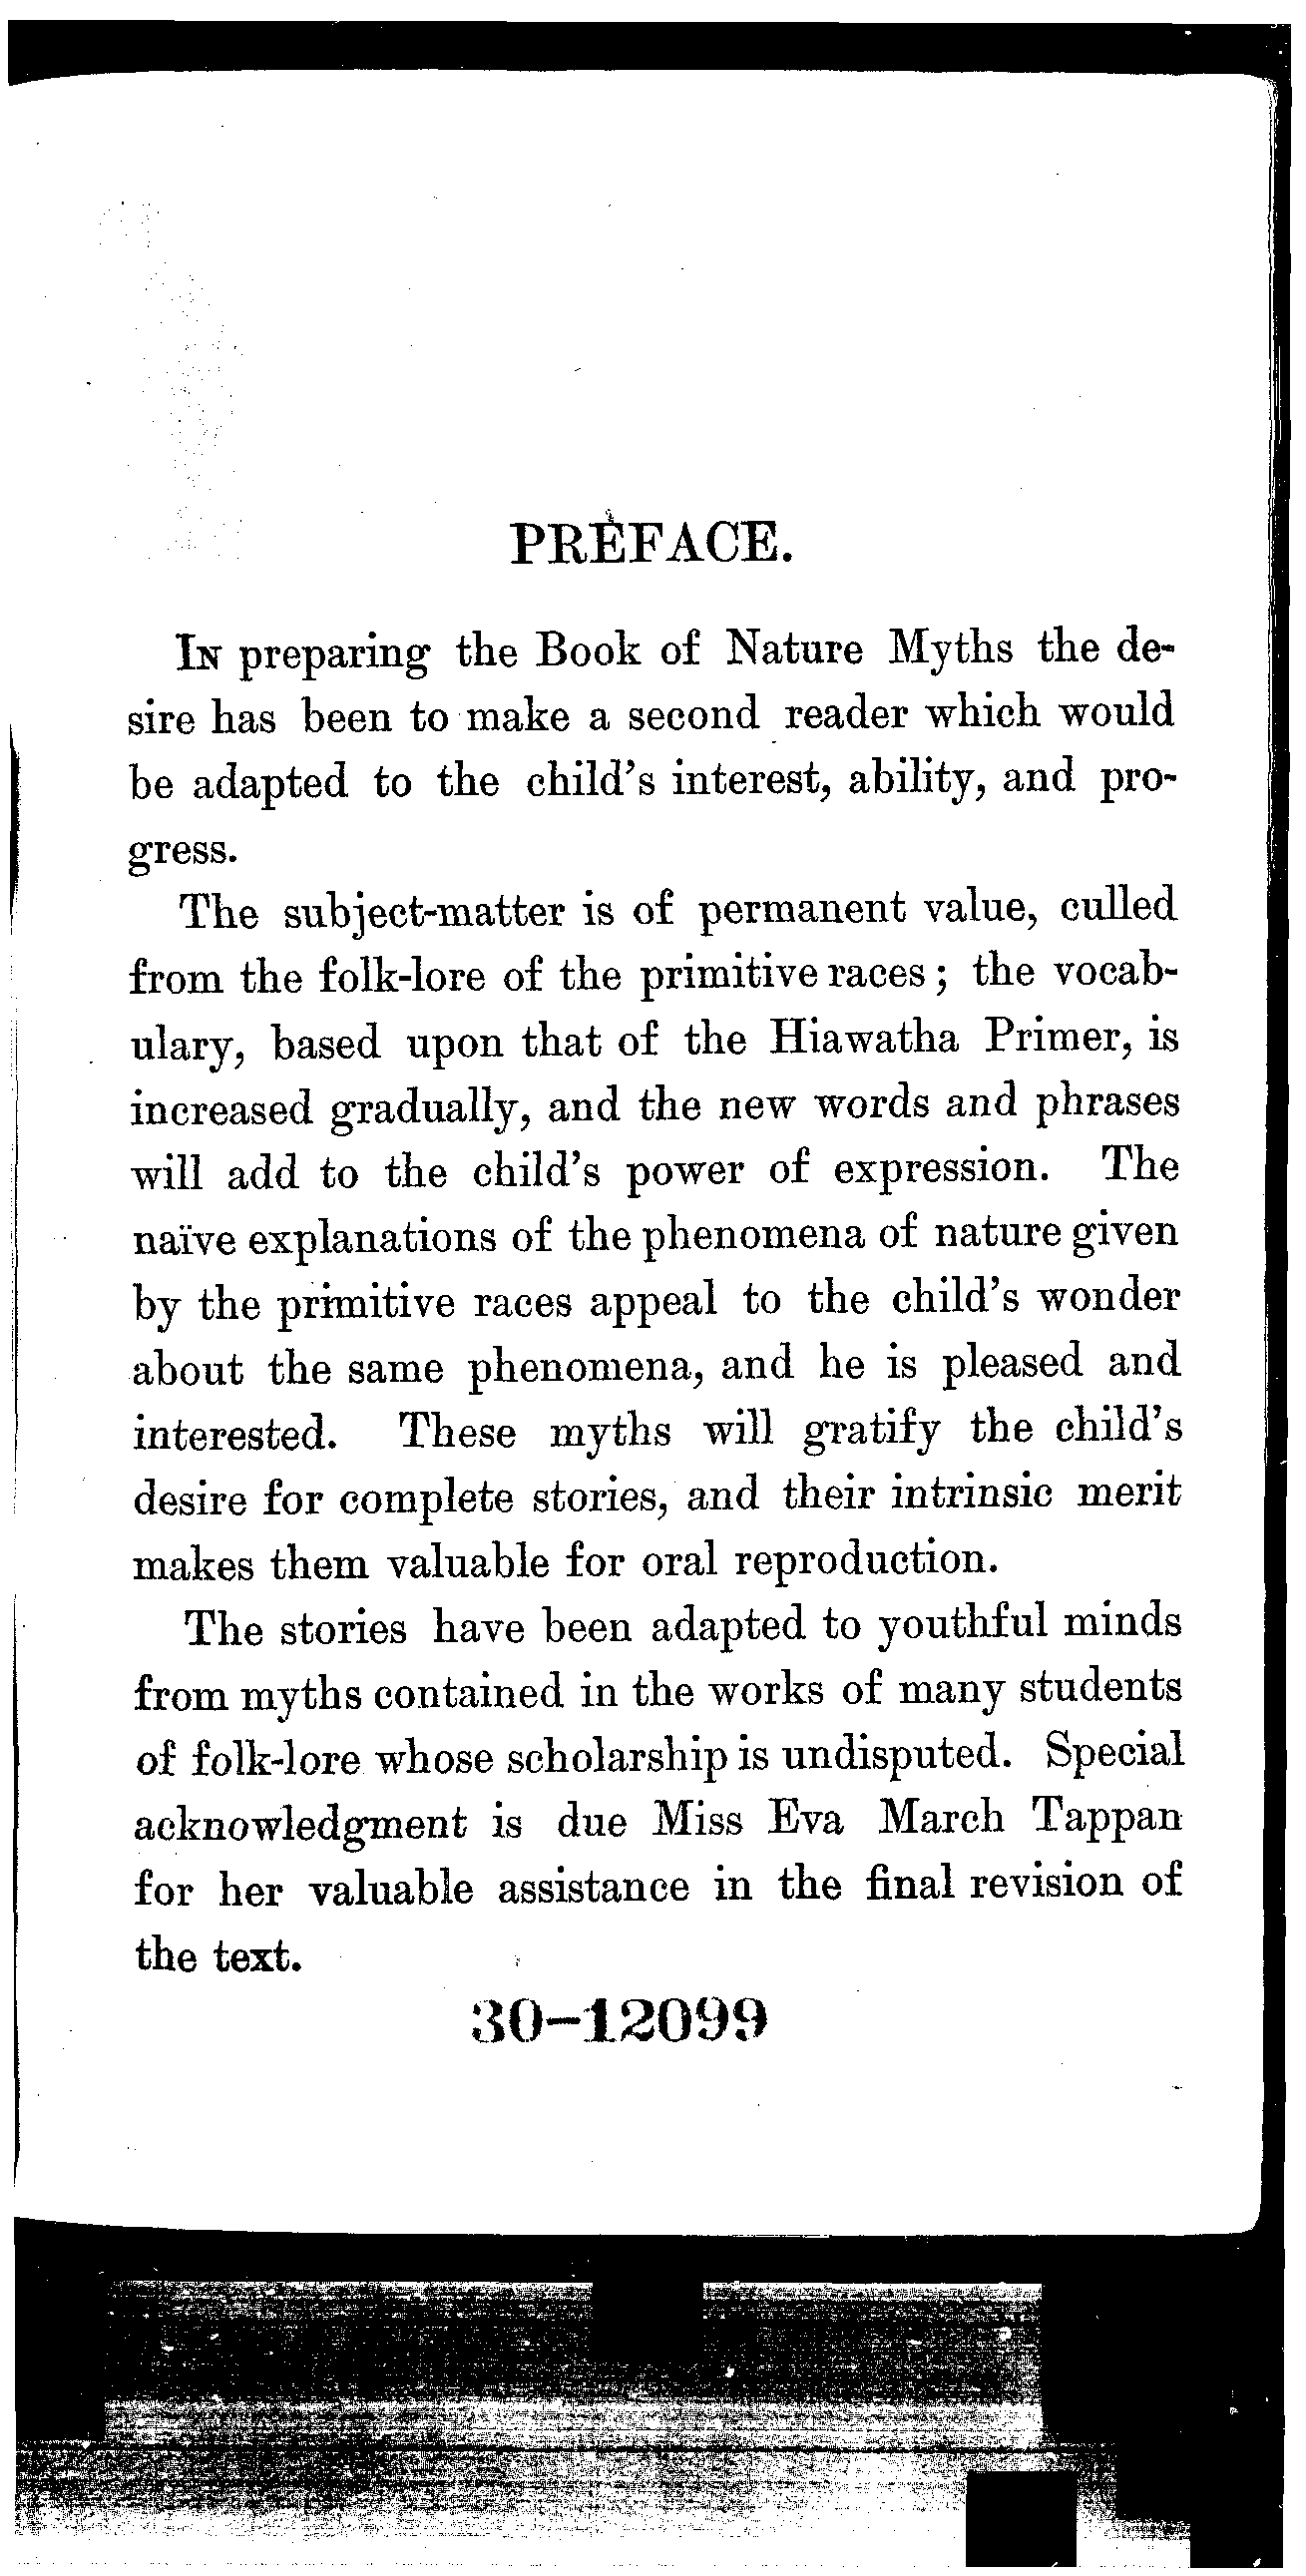 PREFACE.
In preparing the Book of Nature Myths the de-
sire has been to make a second reader which would
be adapted to the child's interest, ability, and pro-
gress.
The subject-matter is of permanent value, culled
from the folk-lore of the primitive races; the vocab-
ulary, based upon that of the Hiawatha Primer, is
increased gradually, and the new words and phrases
will add to the child's power of expression. The
naïve explanations of the phenomena of nature given
by the primitive races appeal to the child's wonder
about the same phenomena, and he is pleased and
interested. These myths will gratify the child's
desire for complete stories, and their intrinsic merit
makes them valuable for oral reproduction.
The stories have been adapted to youthful minds
from myths contained in the works of many students
of folk-lore whose scholarship is undisputed. Special
acknowledgment is due Miss Eva March Tappan
for her valuable assistance in the final revision of
the text.
30-12099